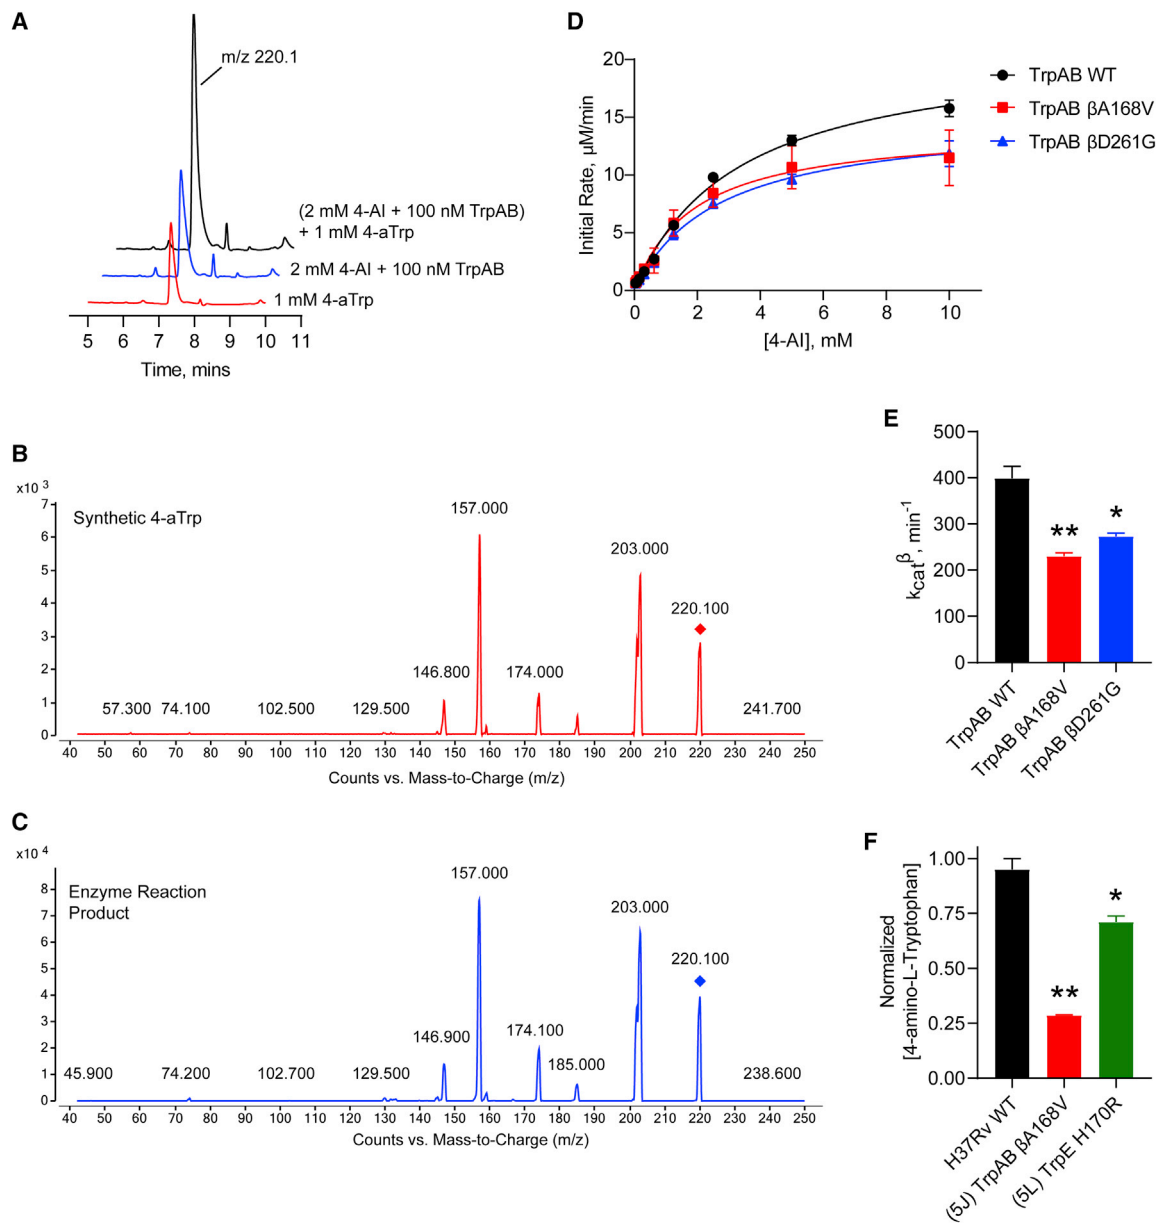 A
m/z 220.1
(2 mM 4-AI + 100 nM TrpAB)
+ 1 mM 4-aTrp
2 mM 4-AI + 100 nM TrpAB
1 mM 4-aTrp
5 6 7 8 9 10 11
Time, mins
D
20
15
10
5
0
Initial Rate, µM/min
0 2 4 6 8 10
[4-AI], mM
TrpAB WT
TrpAB βA168V
TrpAB βD261G
B
x10 3
7
6
5
4
3
2
1
0
Synthetic 4-aTrp
157.000
203.000
220.100
146.800
174.000
57.300 74.100 102.500 129.500 241.700
40 50 60 70 80 90 100 110 120 130 140 150 160 170 180 190 200 210 220 230 240 250
Counts vs. Mass-to-Charge (m/z)
C
x10 4
8
7
6
5
4
3
2
1
0
Enzyme Reaction
Product
157.000
203.000
220.100
146.900
174.100
185.000
45.900 74.200 102.700 129.500 238.600
40 50 60 70 80 90 100 110 120 130 140 150 160 170 180 190 200 210 220 230 240 250
Counts vs. Mass-to-Charge (m/z)
E
500
400
300
200
100
0
kcatβ, min-1
**
*
TrpAB WT
TrpAB βA168V
TrpAB βD261G
F
1.00
0.75
0.50
0.25
0.00
Normalized
[4-amino-L-Tryptophan]
**
*
H37Rv WT
(5J) TrpAB βA168V
(5L) TrpE H170R